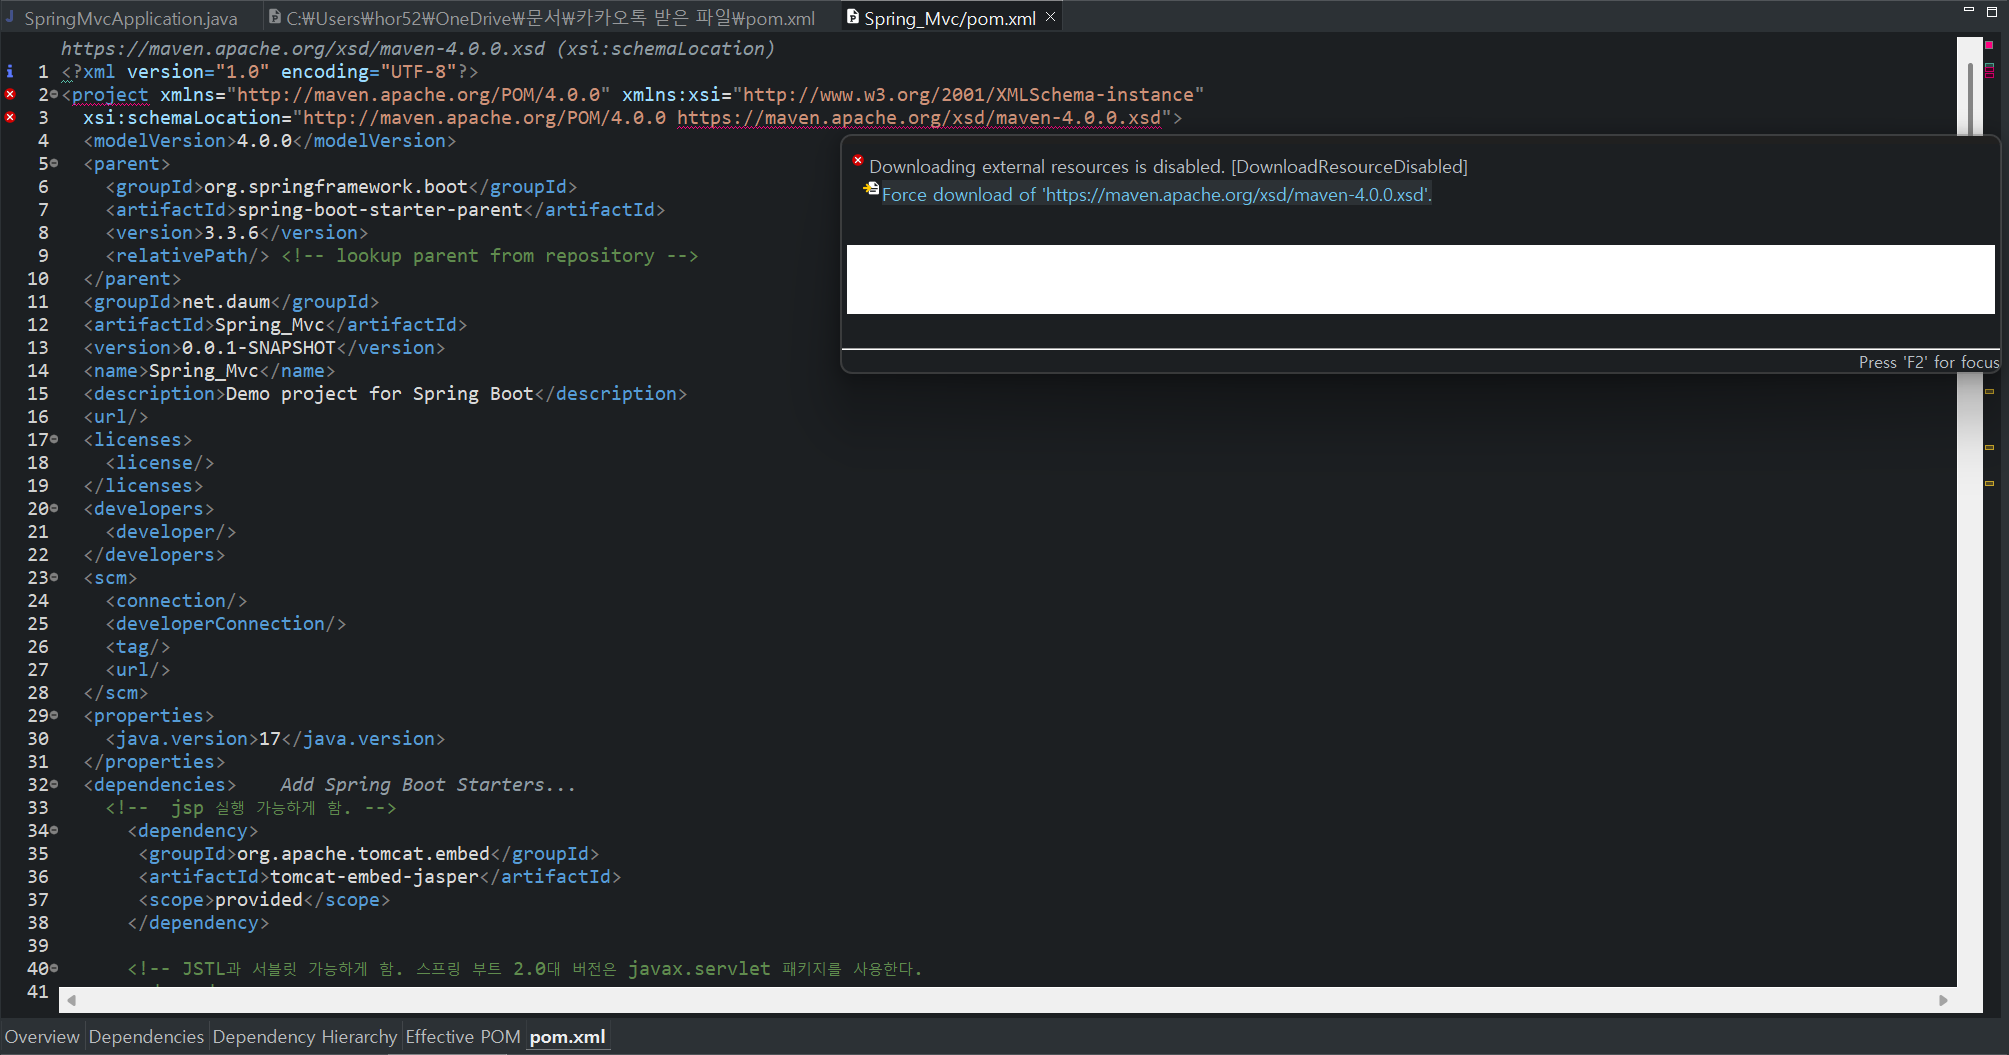 SpringMvcApplication.java
C:₩Users₩hor52₩OneDrive₩문서₩카카오톡 받은 파일₩pom.xml
Spring_Mvc/pom.xml
https://maven.apache.org/xsd/maven-4.0.0.xsd (xsi:schemaLocation)
1 <?xml version="1.0" encoding="UTF-8"?>
2 <project xmlns="http://maven.apache.org/POM/4.0.0" xmlns:xsi="http://www.w3.org/2001/XMLSchema-instance"
3 xsi:schemaLocation="http://maven.apache.org/POM/4.0.0 https://maven.apache.org/xsd/maven-4.0.0.xsd">
4 <modelVersion>4.0.0</modelVersion>
5 <parent>
Downloading external resources is disabled. [DownloadResourceDisabled]
Force download of 'https://maven.apache.org/xsd/maven-4.0.0.xsd'.
Press 'F2' for focus
6 <groupId>org.springframework.boot</groupId>
7 <artifactId>spring-boot-starter-parent</artifactId>
8 <version>3.3.6</version>
9 <relativePath/> <!-- lookup parent from repository -->
10 </parent>
11 <groupId>net.daum</groupId>
12 <artifactId>Spring_Mvc</artifactId>
13 <version>0.0.1-SNAPSHOT</version>
14 <name>Spring_Mvc</name>
15 <description>Demo project for Spring Boot</description>
16 <url/>
17 <licenses>
18 <license/>
19 </licenses>
20 <developers>
21 <developer/>
22 </developers>
23 <scm>
24 <connection/>
25 <developerConnection/>
26 <tag/>
27 <url/>
28 </scm>
29 <properties>
30 <java.version>17</java.version>
31 </properties>
32 <dependencies> Add Spring Boot Starters...
33 <!-- jsp 실행 가능하게 함. -->
34 <dependency>
35 <groupId>org.apache.tomcat.embed</groupId>
36 <artifactId>tomcat-embed-jasper</artifactId>
37 <scope>provided</scope>
38 </dependency>
39
40 <!-- JSTL과 서블릿 가능하게 함. 스프링 부트 2.0대 버전은 javax.servlet 패키지를 사용한다.
41
Overview Dependencies Dependency Hierarchy Effective POM pom.xml